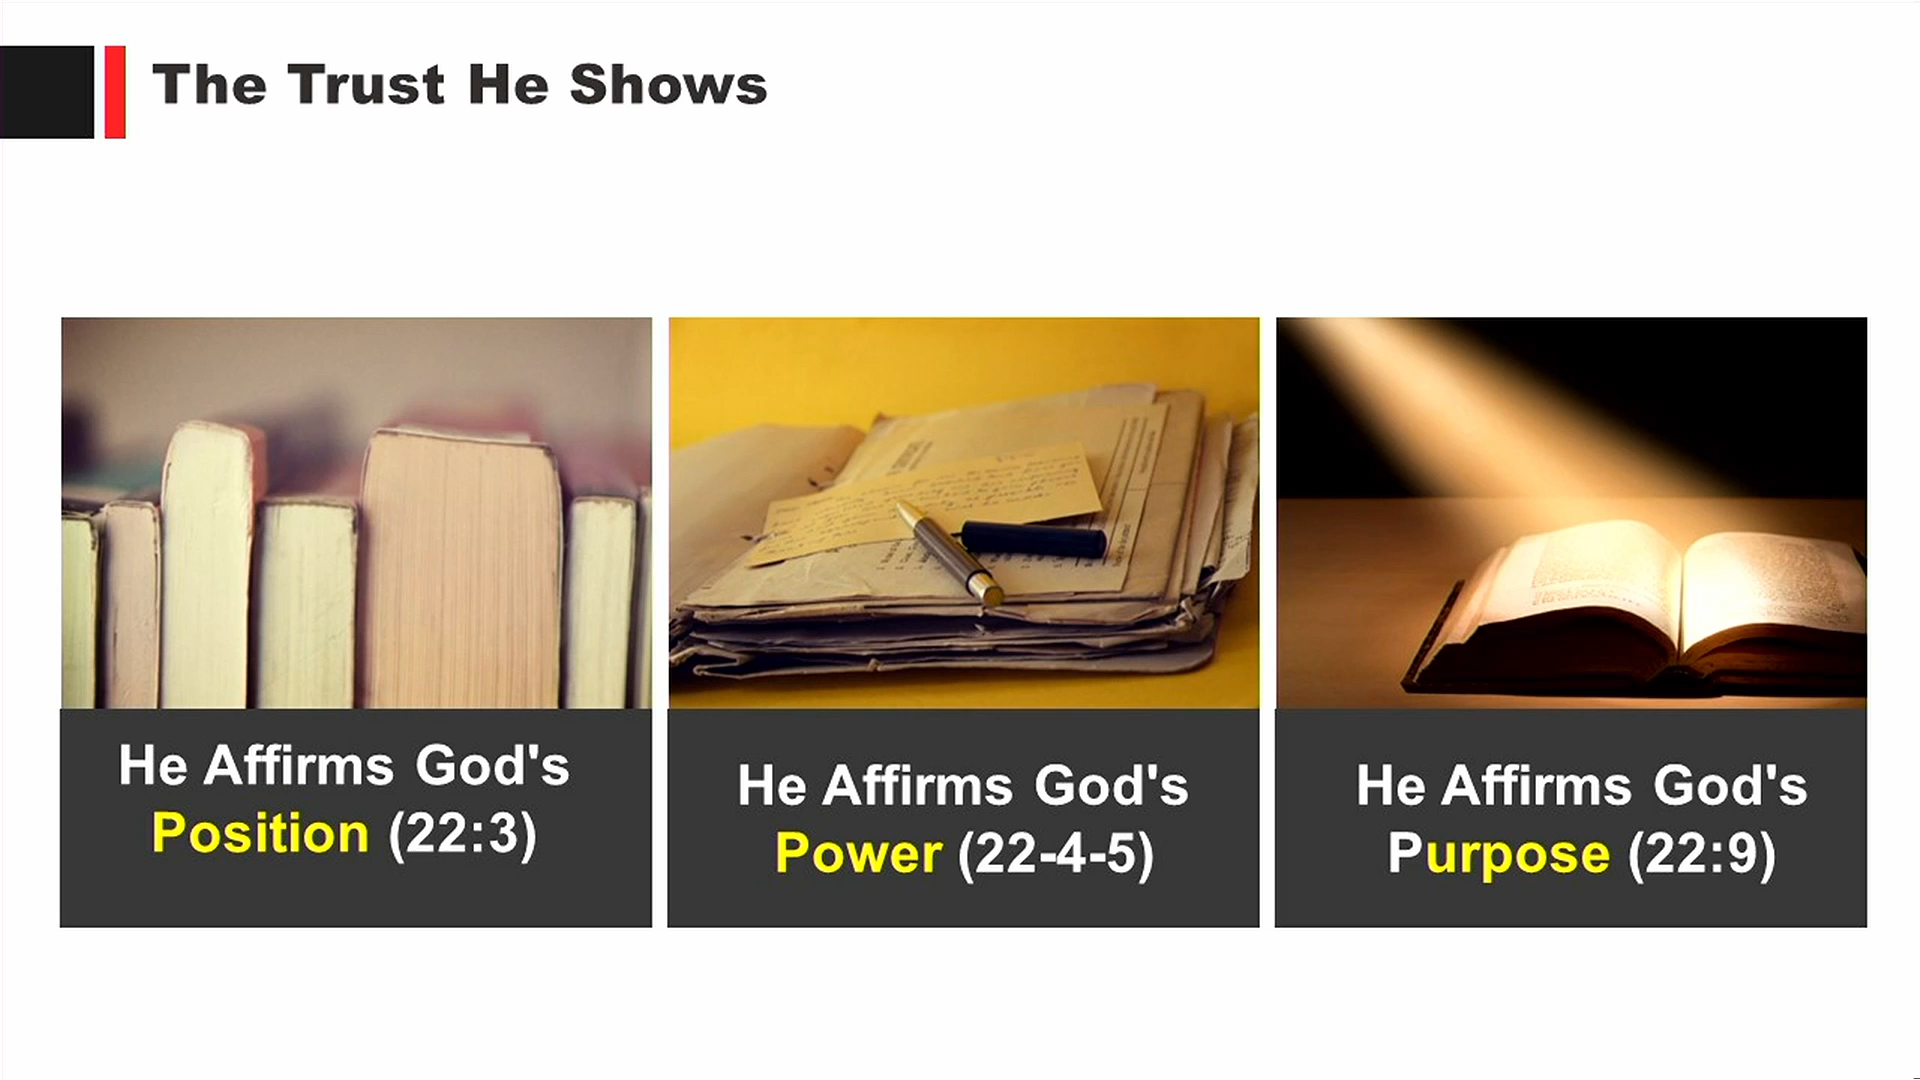 The Trust He Shows
He Affirms God's
Position (22:3)
He Affirms God's
Power (22-4-5)
He Affirms God's
Purpose (22:9)